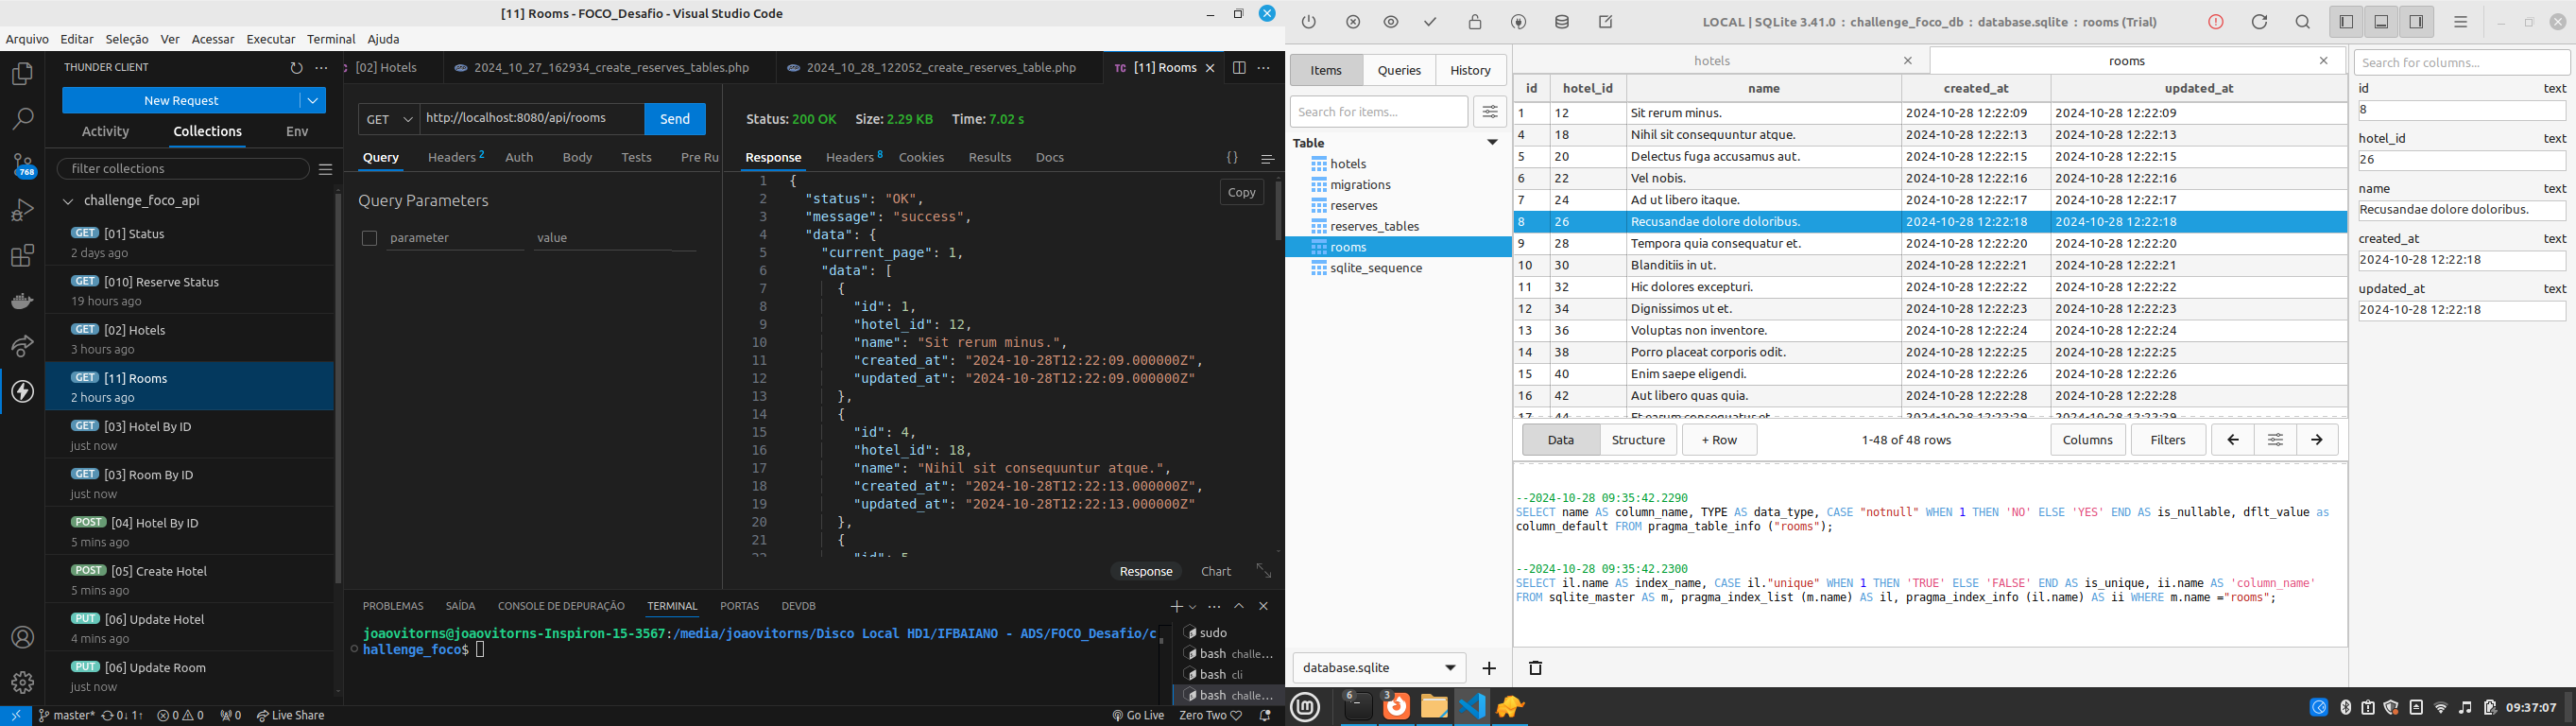 [11] Rooms - FOCO_Desafio - Visual Studio Code
Arquivo Editar Seleção Ver Acessar Executar Terminal Ajuda
THUNDER CLIENT
New Request
Activity Collections Env
filter collections
challenge_foco_api
GET [01] Status
2 days ago
GET [010] Reserve Status
19 hours ago
GET [02] Hotels
3 hours ago
GET [11] Rooms
2 hours ago
GET [03] Hotel By ID
just now
GET [03] Room By ID
just now
POST [04] Hotel By ID
5 mins ago
POST [05] Create Hotel
5 mins ago
PUT [06] Update Hotel
4 mins ago
PUT [06] Update Room
just now
768
[02] Hotels 2024_10_27_162934_create_reserves_tables.php 2024_10_28_122052_create_reserves_table.php TC [11] Rooms
GET http://localhost:8080/api/rooms Send
Query Headers 2 Auth Body Tests Pre Ru
Query Parameters
parameter value
Status: 200 OK Size: 2.29 KB Time: 7.02 s
Response Headers 8 Cookies Results Docs {}
Copy
1 {
2 "status": "OK",
3 "message": "success",
4 "data": {
5 "current_page": 1,
6 "data": [
7 {
8 "id": 1,
9 "hotel_id": 12,
10 "name": "Sit rerum minus.",
11 "created_at": "2024-10-28T12:22:09.000000Z",
12 "updated_at": "2024-10-28T12:22:09.000000Z"
13 },
14 {
15 "id": 4,
16 "hotel_id": 18,
17 "name": "Nihil sit consequuntur atque.",
18 "created_at": "2024-10-28T12:22:13.000000Z",
19 "updated_at": "2024-10-28T12:22:13.000000Z"
20 },
21 {
22 "id": 5
Response Chart
PROBLEMAS SAÍDA CONSOLE DE DEPURAÇÃO TERMINAL PORTAS DEVDB
joaovitorns@joaovitorns-Inspiron-15-3567:/media/joaovitorns/Disco Local HD1/IFBAIANO - ADS/FOCO_Desafio/c
hallenge_foco$
sudo
bash challe...
bash cli
bash challe...
master* 0↓ 1↑ 0 0 0 Live Share Go Live Zero Two
LOCAL | SQLite 3.41.0 : challenge_foco_db : database.sqlite : rooms (Trial)
Items Queries History
Search for items...
Table
hotels
migrations
reserves
reserves_tables
rooms
sqlite_sequence
database.sqlite
hotels rooms
id hotel_id name created_at updated_at
1 12 Sit rerum minus. 2024-10-28 12:22:09 2024-10-28 12:22:09
4 18 Nihil sit consequuntur atque. 2024-10-28 12:22:13 2024-10-28 12:22:13
5 20 Delectus fuga accusamus aut. 2024-10-28 12:22:15 2024-10-28 12:22:15
6 22 Vel nobis. 2024-10-28 12:22:16 2024-10-28 12:22:16
7 24 Ad ut libero itaque. 2024-10-28 12:22:17 2024-10-28 12:22:17
8 26 Recusandae dolore doloribus. 2024-10-28 12:22:18 2024-10-28 12:22:18
9 28 Tempora quia consequatur et. 2024-10-28 12:22:20 2024-10-28 12:22:20
10 30 Blanditiis in ut. 2024-10-28 12:22:21 2024-10-28 12:22:21
11 32 Hic dolores excepturi. 2024-10-28 12:22:22 2024-10-28 12:22:22
12 34 Dignissimos ut et. 2024-10-28 12:22:23 2024-10-28 12:22:23
13 36 Voluptas non inventore. 2024-10-28 12:22:24 2024-10-28 12:22:24
14 38 Porro placeat corporis odit. 2024-10-28 12:22:25 2024-10-28 12:22:25
15 40 Enim saepe eligendi. 2024-10-28 12:22:26 2024-10-28 12:22:26
16 42 Aut libero quas quia. 2024-10-28 12:22:28 2024-10-28 12:22:28
17 44 Et earum consequatur et. 2024-10-28 12:22:29 2024-10-28 12:22:29
Data Structure + Row 1-48 of 48 rows Columns Filters
--2024-10-28 09:35:42.2290
SELECT name AS column_name, TYPE AS data_type, CASE "notnull" WHEN 1 THEN 'NO' ELSE 'YES' END AS is_nullable, dflt_value as
column_default FROM pragma_table_info ("rooms");
--2024-10-28 09:35:42.2300
SELECT il.name AS index_name, CASE il."unique" WHEN 1 THEN 'TRUE' ELSE 'FALSE' END AS is_unique, ii.name AS 'column_name'
FROM sqlite_master AS m, pragma_index_list (m.name) AS il, pragma_index_info (il.name) AS ii WHERE m.name ="rooms";
Search for columns...
id text
8
hotel_id text
26
name text
Recusandae dolore doloribus.
created_at text
2024-10-28 12:22:18
updated_at text
2024-10-28 12:22:18
6 3
09:37:07